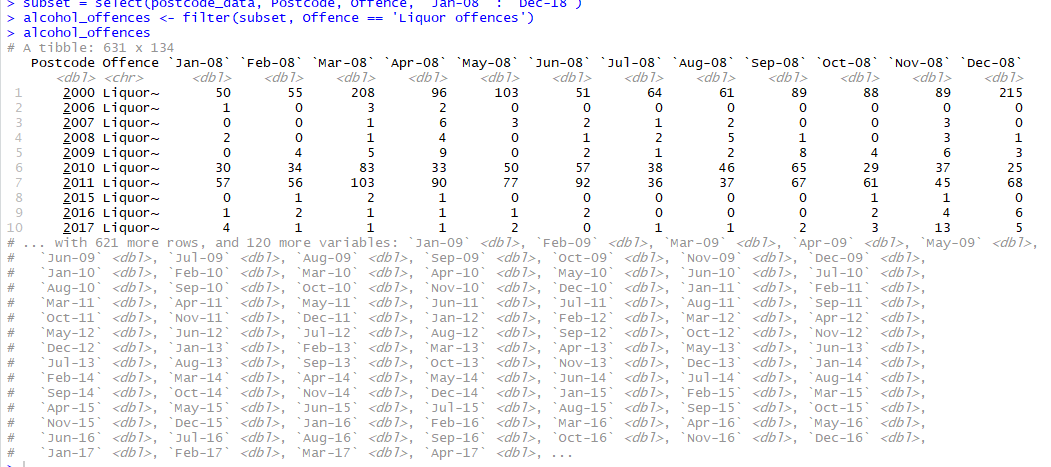 > subset = select(postcode_data, Postcode, Offence, `Jan-08` : `Dec-18`)
> alcohol_offences <- filter(subset, Offence == 'Liquor offences')
> alcohol_offences
# A tibble: 631 x 134
Postcode Offence `Jan-08` `Feb-08` `Mar-08` `Apr-08` `May-08` `Jun-08` `Jul-08` `Aug-08` `Sep-08` `Oct-08` `Nov-08` `Dec-08`
<dbl> <chr> <dbl> <dbl> <dbl> <dbl> <dbl> <dbl> <dbl> <dbl> <dbl> <dbl> <dbl> <dbl>
1 2000 Liquor~ 50 55 208 96 103 51 64 61 89 88 89 215
2 2006 Liquor~ 1 0 3 2 0 0 0 0 0 0 0 0
3 2007 Liquor~ 0 0 1 6 3 2 1 2 0 0 3 0
4 2008 Liquor~ 2 0 1 4 0 1 2 5 1 0 3 1
5 2009 Liquor~ 0 4 5 9 0 2 1 2 8 4 6 3
6 2010 Liquor~ 30 34 83 33 50 57 38 46 65 29 37 25
7 2011 Liquor~ 57 56 103 90 77 92 36 37 67 61 45 68
8 2015 Liquor~ 0 1 2 1 0 0 0 0 0 1 1 0
9 2016 Liquor~ 1 2 1 1 1 2 0 0 0 2 4 6
10 2017 Liquor~ 4 1 1 1 2 0 1 1 2 3 13 5
# ... with 621 more rows, and 120 more variables: `Jan-09` <dbl>, `Feb-09` <dbl>, `Mar-09` <dbl>, `Apr-09` <dbl>, `May-09` <dbl>,
# `Jun-09` <dbl>, `Jul-09` <dbl>, `Aug-09` <dbl>, `Sep-09` <dbl>, `Oct-09` <dbl>, `Nov-09` <dbl>, `Dec-09` <dbl>,
# `Jan-10` <dbl>, `Feb-10` <dbl>, `Mar-10` <dbl>, `Apr-10` <dbl>, `May-10` <dbl>, `Jun-10` <dbl>, `Jul-10` <dbl>,
# `Aug-10` <dbl>, `Sep-10` <dbl>, `Oct-10` <dbl>, `Nov-10` <dbl>, `Dec-10` <dbl>, `Jan-11` <dbl>, `Feb-11` <dbl>,
# `Mar-11` <dbl>, `Apr-11` <dbl>, `May-11` <dbl>, `Jun-11` <dbl>, `Jul-11` <dbl>, `Aug-11` <dbl>, `Sep-11` <dbl>,
# `Oct-11` <dbl>, `Nov-11` <dbl>, `Dec-11` <dbl>, `Jan-12` <dbl>, `Feb-12` <dbl>, `Mar-12` <dbl>, `Apr-12` <dbl>,
# `May-12` <dbl>, `Jun-12` <dbl>, `Jul-12` <dbl>, `Aug-12` <dbl>, `Sep-12` <dbl>, `Oct-12` <dbl>, `Nov-12` <dbl>,
# `Dec-12` <dbl>, `Jan-13` <dbl>, `Feb-13` <dbl>, `Mar-13` <dbl>, `Apr-13` <dbl>, `May-13` <dbl>, `Jun-13` <dbl>,
# `Jul-13` <dbl>, `Aug-13` <dbl>, `Sep-13` <dbl>, `Oct-13` <dbl>, `Nov-13` <dbl>, `Dec-13` <dbl>, `Jan-14` <dbl>,
# `Feb-14` <dbl>, `Mar-14` <dbl>, `Apr-14` <dbl>, `May-14` <dbl>, `Jun-14` <dbl>, `Jul-14` <dbl>, `Aug-14` <dbl>,
# `Sep-14` <dbl>, `Oct-14` <dbl>, `Nov-14` <dbl>, `Dec-14` <dbl>, `Jan-15` <dbl>, `Feb-15` <dbl>, `Mar-15` <dbl>,
# `Apr-15` <dbl>, `May-15` <dbl>, `Jun-15` <dbl>, `Jul-15` <dbl>, `Aug-15` <dbl>, `Sep-15` <dbl>, `Oct-15` <dbl>,
# `Nov-15` <dbl>, `Dec-15` <dbl>, `Jan-16` <dbl>, `Feb-16` <dbl>, `Mar-16` <dbl>, `Apr-16` <dbl>, `May-16` <dbl>,
# `Jun-16` <dbl>, `Jul-16` <dbl>, `Aug-16` <dbl>, `Sep-16` <dbl>, `Oct-16` <dbl>, `Nov-16` <dbl>, `Dec-16` <dbl>,
# `Jan-17` <dbl>, `Feb-17` <dbl>, `Mar-17` <dbl>, `Apr-17` <dbl>, ...
>